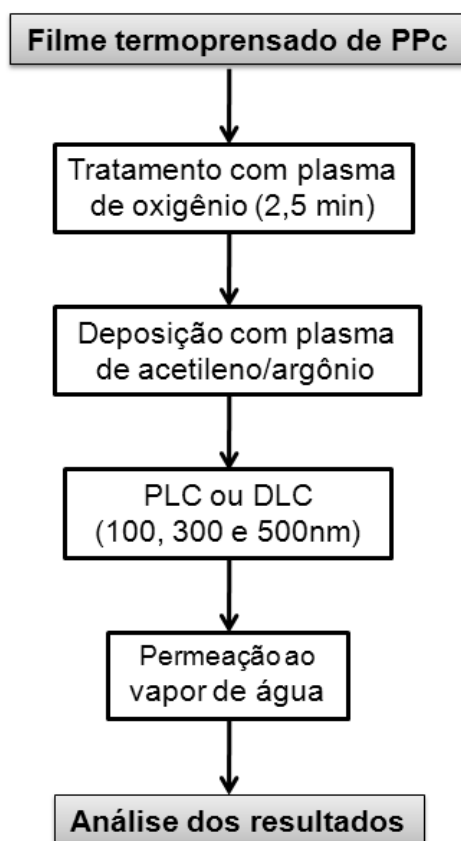 Filme termoprensado de PPc
Tratamento com plasma
de oxigênio (2,5 min)
Deposição com plasma
de acetileno/argônio
PLC ou DLC
(100, 300 e 500nm)
Permeação ao
vapor de água
Análise dos resultados